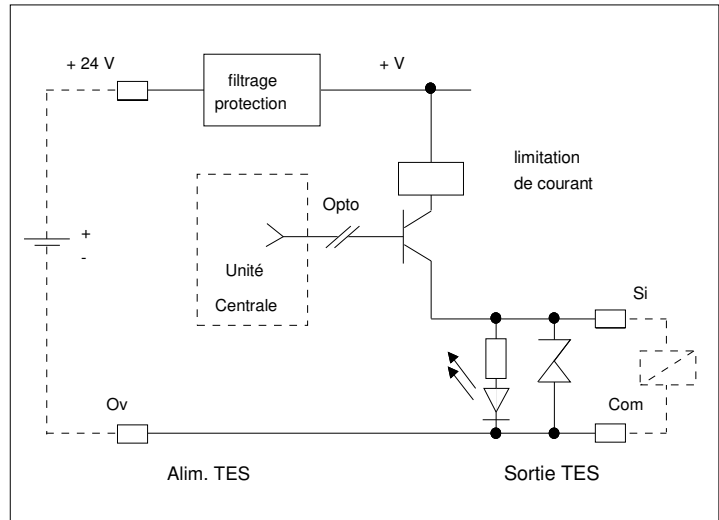 + 24 V
filtrage
protection
+ V
limitation
de courant
Opto
+
-
Unité
Centrale
Si
Ov
Com
Alim. TES
Sortie TES